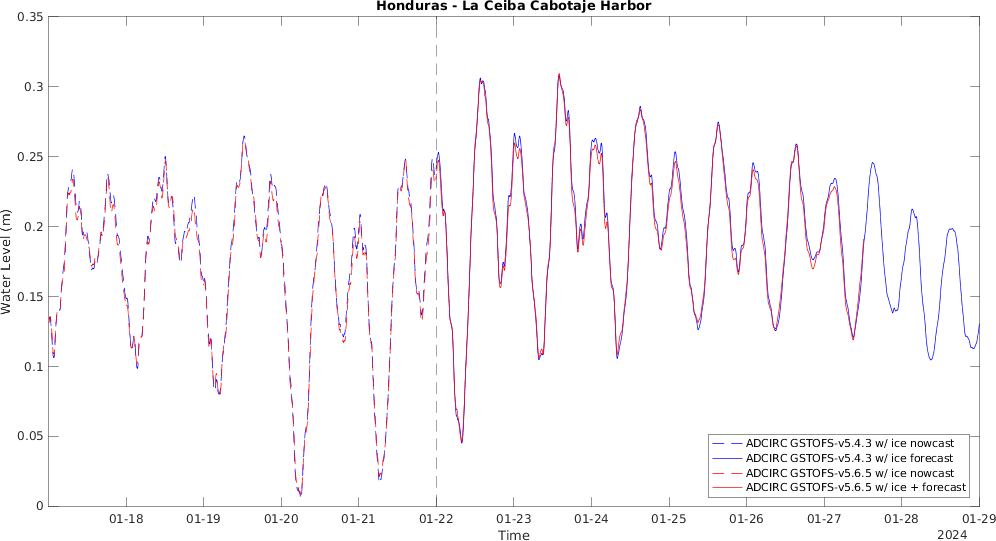 Honduras - La Ceiba Cabotaje Harbor
0.35
0.3
0.25
0.2
0.15
0.1
0.05
0
Water Level (m)
ADCIRC GSTOFS-v5.4.3 w/ ice nowcast
ADCIRC GSTOFS-v5.4.3 w/ ice forecast
ADCIRC GSTOFS-v5.6.5 w/ ice nowcast
ADCIRC GSTOFS-v5.6.5 w/ ice + forecast
01-18 01-19 01-20 01-21 01-22 01-23 01-24 01-25 01-26 01-27 01-28 01-29
Time
2024